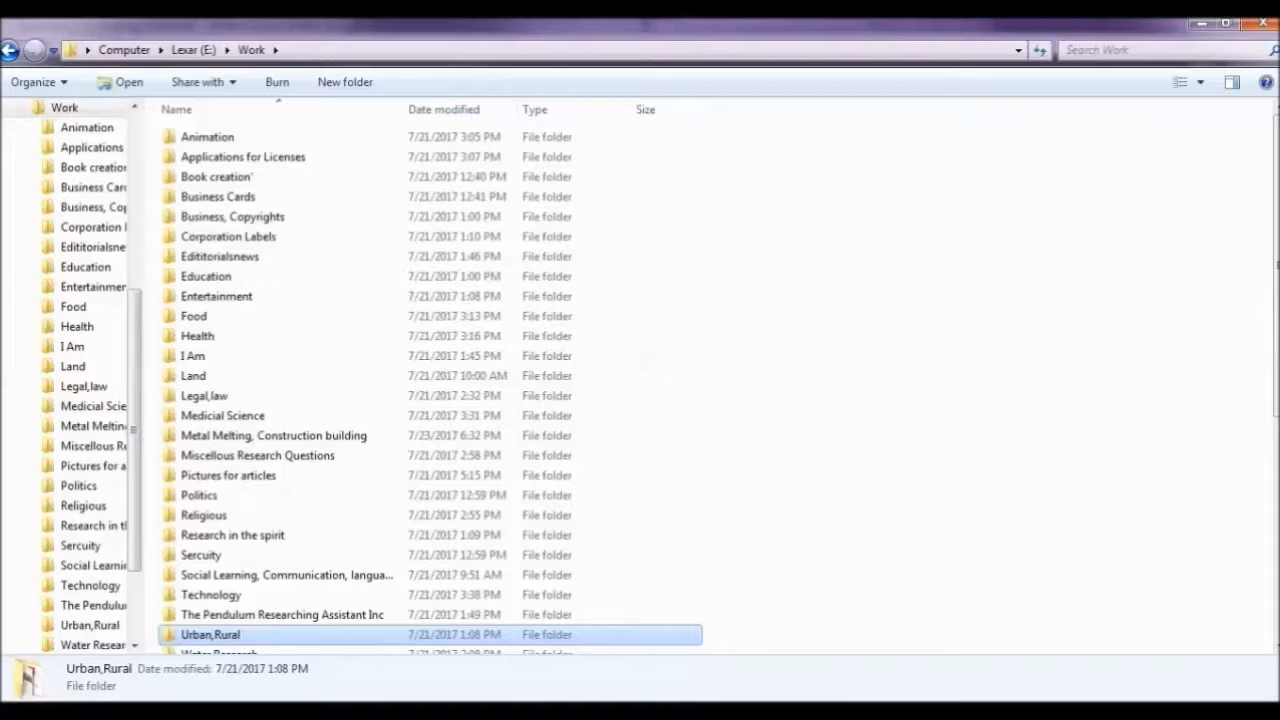 Computer Lexar (E:) Work Search Work
Organize Open Share with Burn New folder
Work
Animation
Applications
Book creation
Business Car
Business, Cop
Corporation
Edititorialsne
Education
Entertainmer
Food
Health
I Am
Land
Legal,law
Medicial Scie
Metal Melting
Miscellous Re
Pictures for a
Politics
Religious
Research in th
Sercuity
Social Learnin
Technology
The Pendulu
Urban,Rural
Water Resear
Name Date modified Type Size
Animation 7/21/2017 3:05 PM File folder
Applications for Licenses 7/21/2017 3:07 PM File folder
Book creation' 7/21/2017 12:40 PM File folder
Business Cards 7/21/2017 12:41 PM File folder
Business, Copyrights 7/21/2017 1:00 PM File folder
Corporation Labels 7/21/2017 1:10 PM File folder
Edititorialsnews 7/21/2017 1:46 PM File folder
Education 7/21/2017 1:00 PM File folder
Entertainment 7/21/2017 1:08 PM File folder
Food 7/21/2017 3:13 PM File folder
Health 7/21/2017 3:16 PM File folder
I Am 7/21/2017 1:45 PM File folder
Land 7/21/2017 10:00 AM File folder
Legal,law 7/21/2017 2:32 PM File folder
Medicial Science 7/21/2017 3:31 PM File folder
Metal Melting, Construction building 7/23/2017 6:32 PM File folder
Miscellous Research Questions 7/21/2017 2:58 PM File folder
Pictures for articles 7/21/2017 5:15 PM File folder
Politics 7/21/2017 12:59 PM File folder
Religious 7/21/2017 2:55 PM File folder
Research in the spirit 7/21/2017 1:09 PM File folder
Sercuity 7/21/2017 12:59 PM File folder
Social Learning, Communication, langua... 7/21/2017 9:51 AM File folder
Technology 7/21/2017 3:38 PM File folder
The Pendulum Researching Assistant Inc 7/21/2017 1:49 PM File folder
Urban,Rural 7/21/2017 1:08 PM File folder
Water Research File folder
Urban,Rural Date modified: 7/21/2017 1:08 PM
File folder